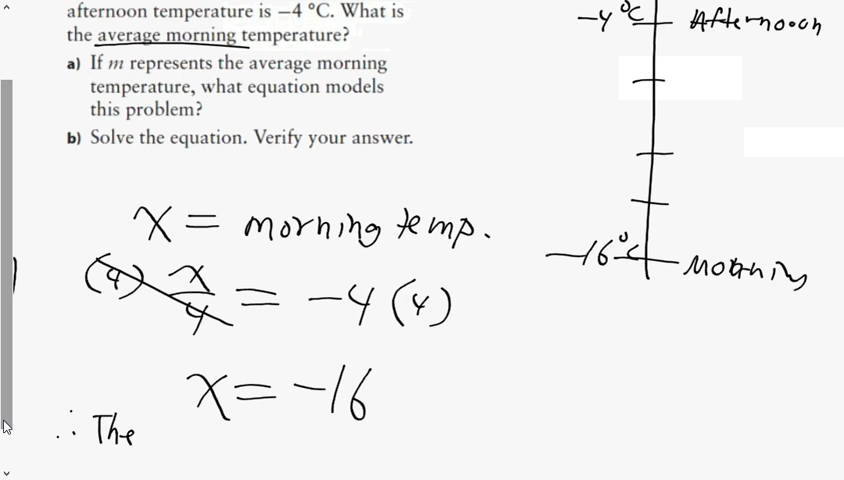 afternoon temperature is −4 °C. What is
the average morning temperature?
a) If m represents the average morning
temperature, what equation models
this problem?
b) Solve the equation. Verify your answer.
x = morning temp.
(4) x/4 = −4 (4)
x = −16
∴ The
−4 °C Afternoon
−16 °C Morning